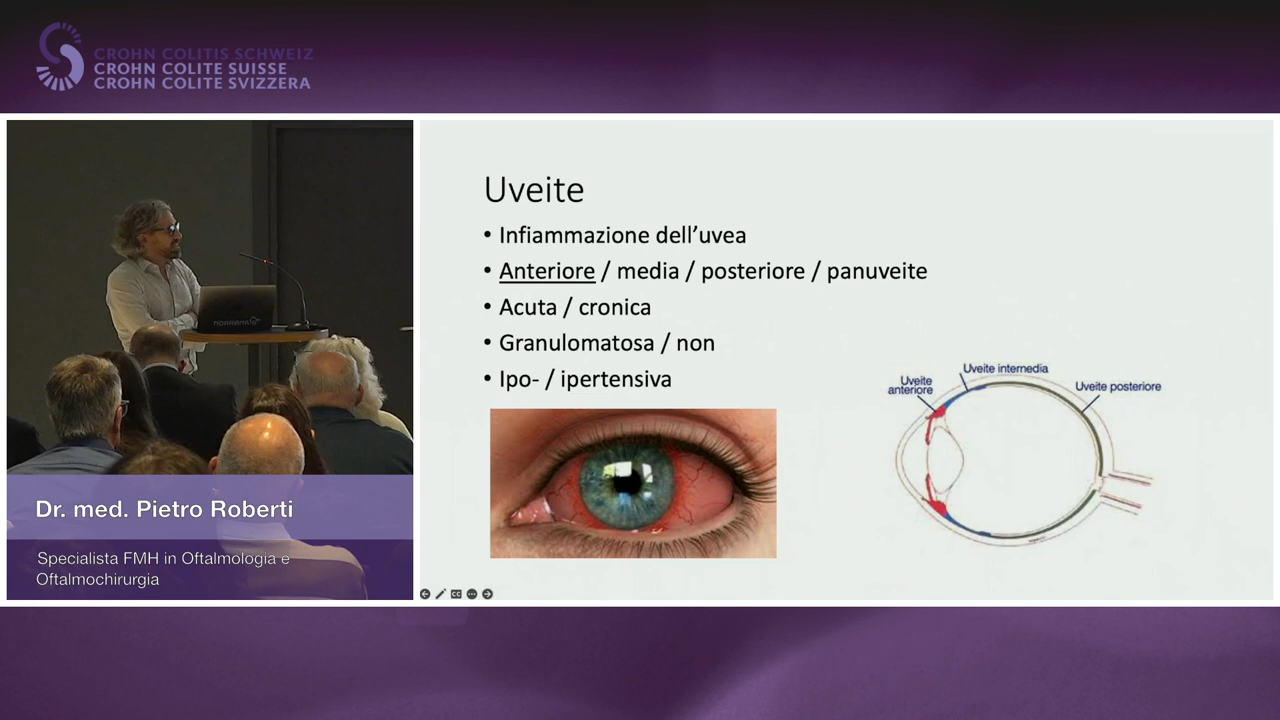 CROHN COLITIS SCHWEIZ
CROHN COLITE SUISSE
CROHN COLITE SVIZZERA
Dr. med. Pietro Roberti
Specialista FMH in Oftalmologia e
Oftalmochirurgia
Uveite
• Infiammazione dell’uvea
• Anteriore / media / posteriore / panuveite
• Acuta / cronica
• Granulomatosa / non
• Ipo- / ipertensiva
Uveite
anteriore
Uveite intermedia
Uveite posteriore